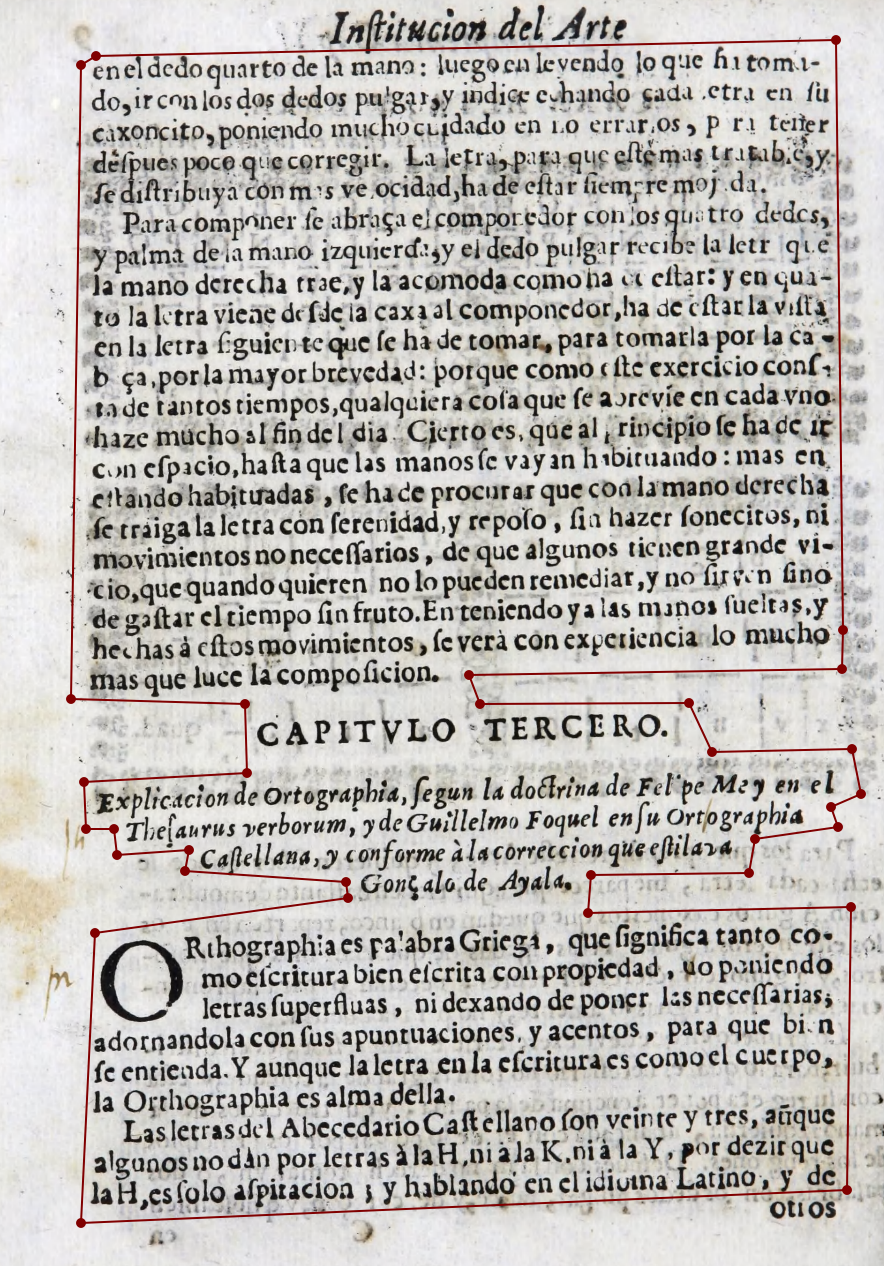 Inſtitucion del Arte
en el dedo quarto de la mano: luego en leyendo lo que ha toma-
do, ir con los dos dedos pulgar, y indice echando cada letra en ſu
caxoncito, poniendo mucho cuidado en no errarlos, para tener
deſpues poco que corregir. La letra, para que eſtè mas tratable, y
ſe diſtribuya con mas velocidad, ha de eſtar ſiempre mojada.
Para componer ſe abraça el componedor con los quatro dedos,
y palma de la mano izquierda, y el dedo pulgar recibe la letra que
la mano derecha trae, y la acomoda como ha de eſtar: y en qua-
to la letra viene deſde la caxa al componedor, ha de eſtar la viſta
en la letra ſiguiente que ſe ha de tomar, para tomarla por la ca-
beça, por la mayor brevedad: porque como eſte exercicio conſ-
ta de tantos tiempos, qualquiera coſa que ſe abrevie en cada vno
haze mucho al fin del dia. Cierto es, que al principio ſe ha de ir
con eſpacio, haſta que las manos ſe vayan habituando: mas en
eſtando habituadas, ſe ha de procurar que con la mano derecha
ſe traiga la letra con ſerenidad, y repoſo, ſin hazer ſonecitos, ni
movimientos no neceſſarios, de que algunos tienen grande vi-
cio, que quando quieren no lo pueden remediar, y no ſirven ſino
de gaſtar el tiempo ſin fruto. En teniendo ya las manos ſueltas, y
hechas à eſtos movimientos, ſe verà con experiencia lo mucho
mas que luce la compoſicion.
CAPITVLO TERCERO.
Explicacion de Ortographia, ſegun la doctrina de Felipe Mey en el
Theſaurus verborum, y de Guillelmo Foquel en ſu Ortographia
Caſtellana, y conforme à la correccion que eſtilava
Gonçalo de Ayala.
ORthographia es palabra Griega, que ſignifica tanto co-
mo eſcritura bien eſcrita con propiedad, no poniendo
letras ſuperfluas, ni dexando de poner las neceſſarias;
adornandola con ſus apuntuaciones, y acentos, para que bien
ſe entienda. Y aunque la letra en la eſcritura es como el cuerpo,
la Orthographia es alma della.
Las letras del Abecedario Caſtellano ſon veinte y tres, aũque
algunos no dàn por letras à la H, ni à la K, ni à la Y, por dezir que
la H, es ſolo aſpiracion; y hablando en el idioma Latino, y de
otros